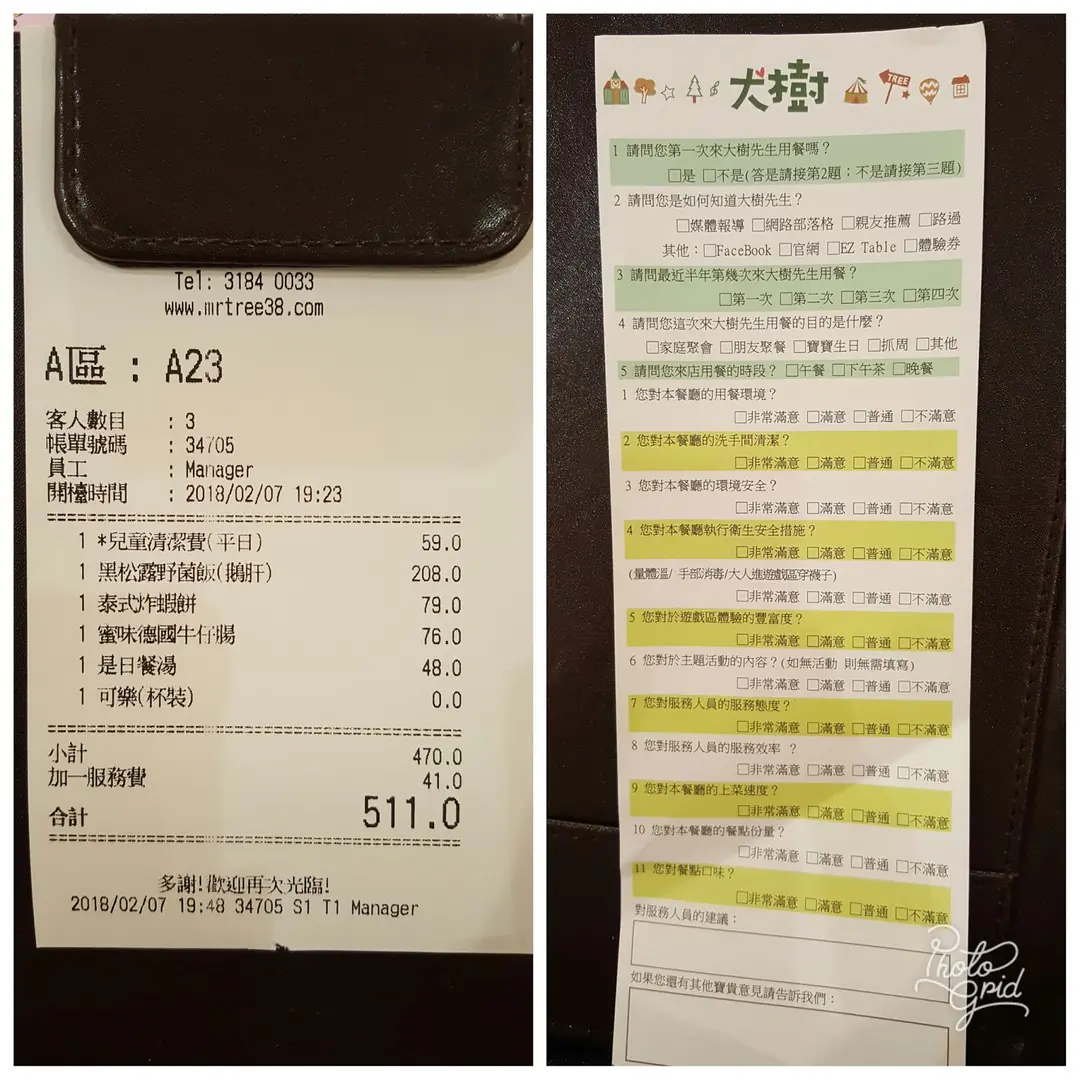 Tel: 3184 0033
www.mrtree38.com
A區 : A23
客人數目 : 3
帳單號碼 : 34705
員工 : Manager
開檯時間 : 2018/02/07 19:23
1 *兒童清潔費(平日) 59.0
1 黑松露野菌飯(鵝肝) 208.0
1 泰式炸蝦餅 79.0
1 蜜味德國牛仔腸 76.0
1 是日餐湯 48.0
1 可樂(杯裝) 0.0
小計 470.0
加一服務費 41.0
合計 511.0
多謝!歡迎再次光臨!
2018/02/07 19:48 34705 S1 T1 Manager
大樹
TREE
1 請問您第一次來大樹先生用餐嗎？
□是 □不是(答是請接第2題；不是請接第三題)
2 請問您是如何知道大樹先生？
□媒體報導 □網路部落格 □親友推薦 □路過
其他：□FaceBook □官網 □EZ Table □體驗券
3 請問最近半年第幾次來大樹先生用餐？
□第一次 □第二次 □第三次 □第四次
4 請問您這次來大樹先生用餐的目的是什麼？
□家庭聚會 □朋友聚餐 □寶寶生日 □抓周 □其他
5 請問您來店用餐的時段？ □午餐 □下午茶 □晚餐
1 您對本餐廳的用餐環境？
□非常滿意 □滿意 □普通 □不滿意
2 您對本餐廳的洗手間清潔？
□非常滿意 □滿意 □普通 □不滿意
3 您對本餐廳的環境安全？
□非常滿意 □滿意 □普通 □不滿意
4 您對本餐廳執行衛生安全措施？
□非常滿意 □滿意 □普通 □不滿意
(量體溫/ 手部消毒/大人進遊戲區穿襪子)
□非常滿意 □滿意 □普通 □不滿意
5 您對於遊戲區體驗的豐富度？
□非常滿意 □滿意 □普通 □不滿意
6 您對於主題活動的內容？(如無活動 則無需填寫)
□非常滿意 □滿意 □普通 □不滿意
7 您對服務人員的服務態度？
□非常滿意 □滿意 □普通 □不滿意
8 您對服務人員的服務效率 ？
□非常滿意 □滿意 □普通 □不滿意
9 您對本餐廳的上菜速度？
□非常滿意 □滿意 □普通 □不滿意
10 您對本餐廳的餐點份量？
□非常滿意 □滿意 □普通 □不滿意
11 您對餐點口味？
□非常滿意 □滿意 □普通 □不滿意
對服務人員的建議：
如果您還有其他寶貴意見請告訴我們：
Photo
Grid